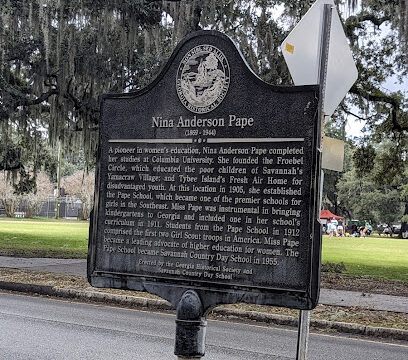 Nina Anderson Pape
(1869 - 1944)
A pioneer in women's education, Nina Anderson Pape completed
her studies at Columbia University. She founded the Froebel
Circle, which educated poor children of Savannah's
Yamacraw Village; and Tybee Island's Fresh Air Home for
disadvantaged youth. At this location in 1905, she established
the Pape School, which became one of the premier schools for
girls in the Southeast. Miss Pape was instrumental in bringing
kindergartens to Georgia and included one in her school's
curriculum in 1911. Students from the Pape School in 1912
comprised the first two Girl Scout troops in America. Miss Pape
became a leading advocate of higher education for women. The
Pape School became Savannah Country Day School in 1955.
Erected by the Georgia Historical Society and
Savannah Country Day School